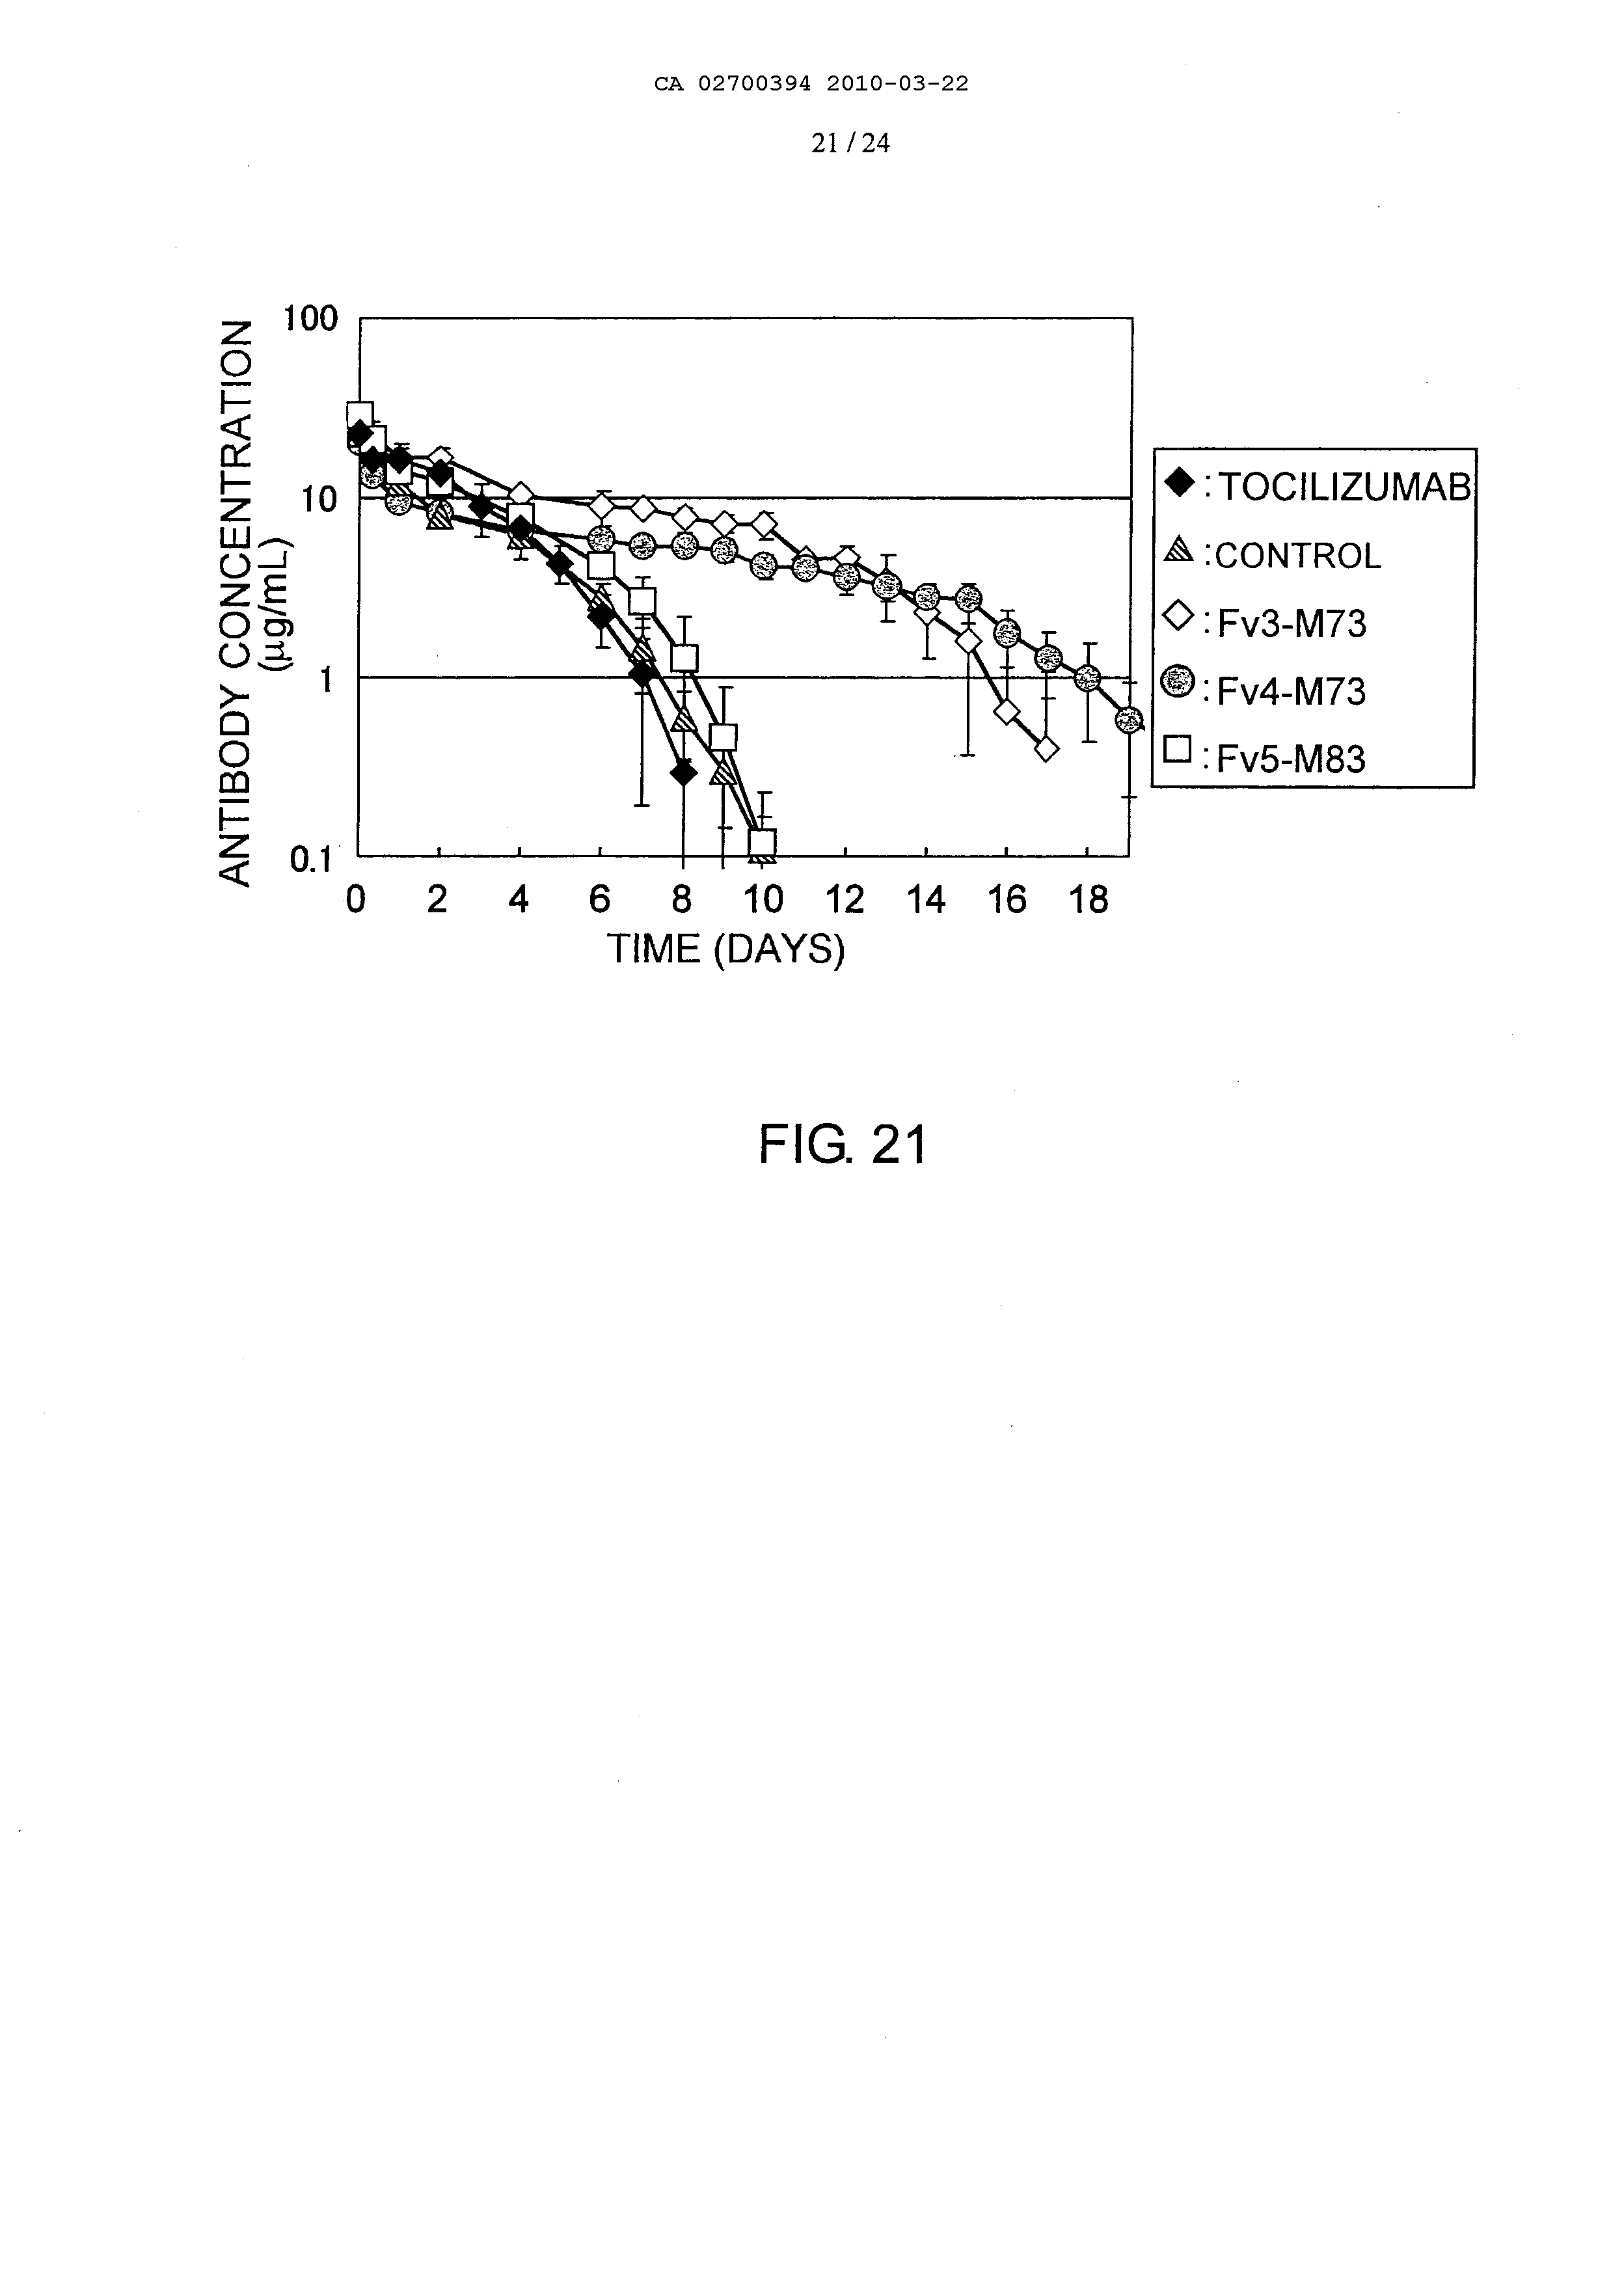 CA 02700394 2010-03-22
21/24
ANTIBODY CONCENTRATION
(µg/mL)
100
10
1
0.1
0 2 4 6 8 10 12 14 16 18
TIME (DAYS)
:TOCILIZUMAB
:CONTROL
:Fv3-M73
:Fv4-M73
:Fv5-M83
FIG. 21